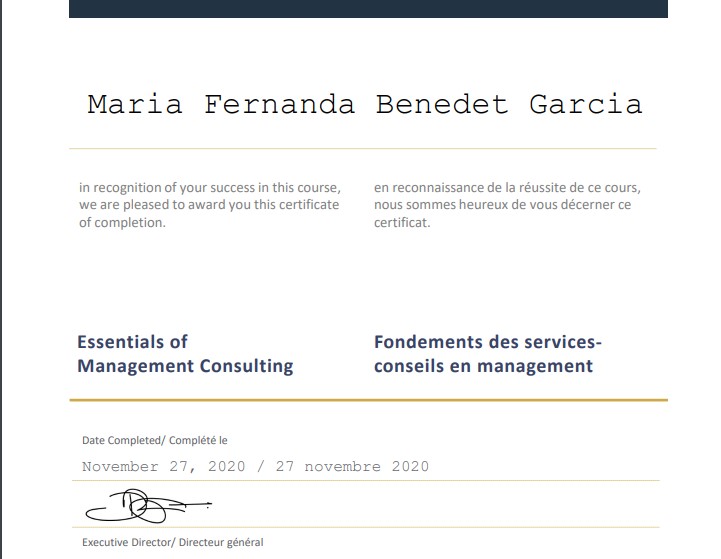 Maria Fernanda Benedet Garcia
in recognition of your success in this course,
we are pleased to award you this certificate
of completion.
en reconnaissance de la réussite de ce cours,
nous sommes heureux de vous décerner ce
certificat.
Essentials of
Management Consulting
Fondements des services-
conseils en management
Date Completed/ Complété le
November 27, 2020 / 27 novembre 2020
Executive Director/ Directeur général